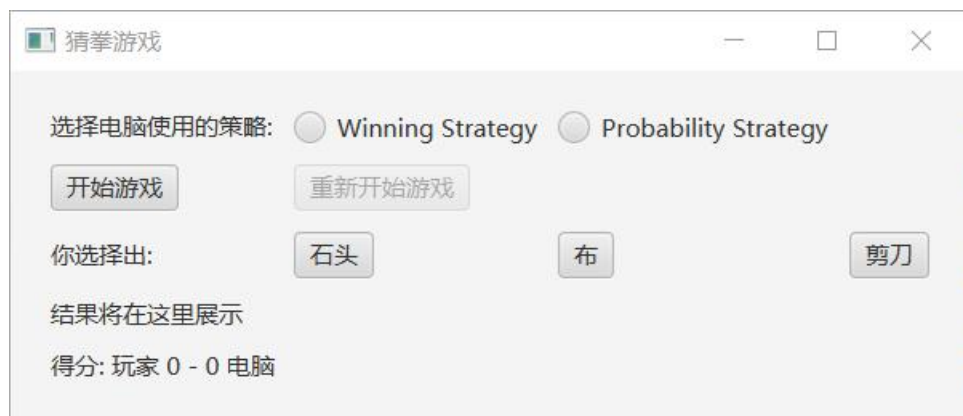 猜拳游戏
选择电脑使用的策略: Winning Strategy Probability Strategy
开始游戏 重新开始游戏
你选择出: 石头 布 剪刀
结果将在这里展示
得分: 玩家 0 - 0 电脑